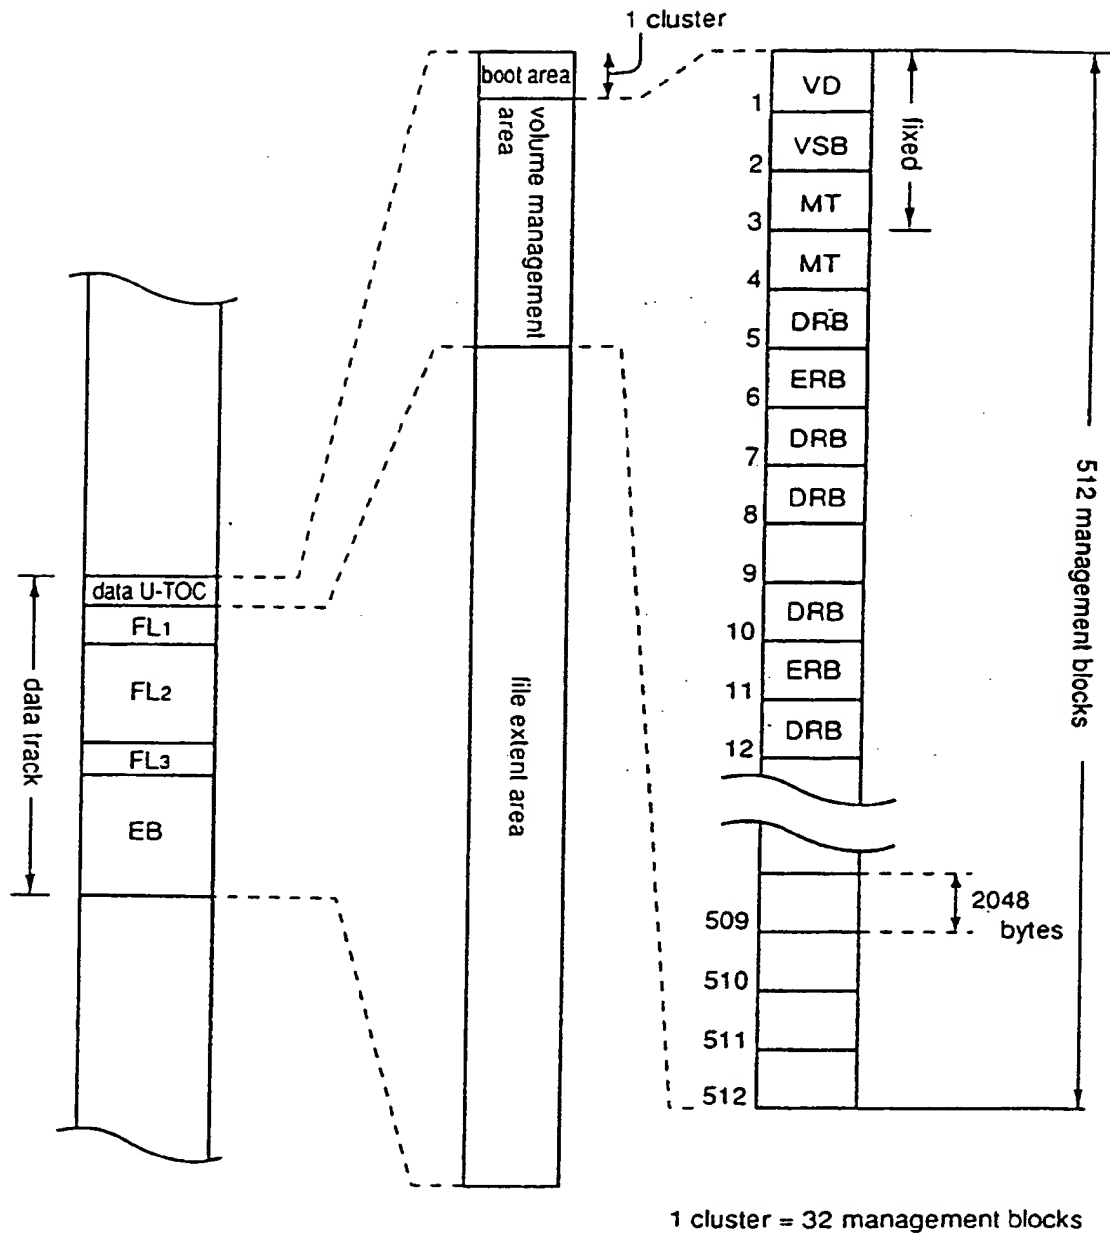 1 cluster
boot area
volume management
area
file extent area
data U-TOC
FL1
FL2
FL3
EB
data track
VD
1
VSB
2
MT
3
MT
4
DRB
5
ERB
6
DRB
7
DRB
8
9
DRB
10
ERB
11
DRB
12
509
510
511
512
fixed
2048
bytes
512 management blocks
1 cluster = 32 management blocks